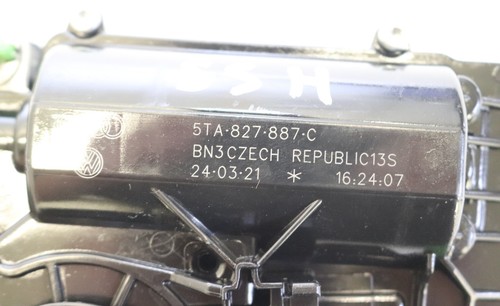 5TA·827·887·C
BN3CZECH REPUBLIC13S
24·03·21 * 16:24:07